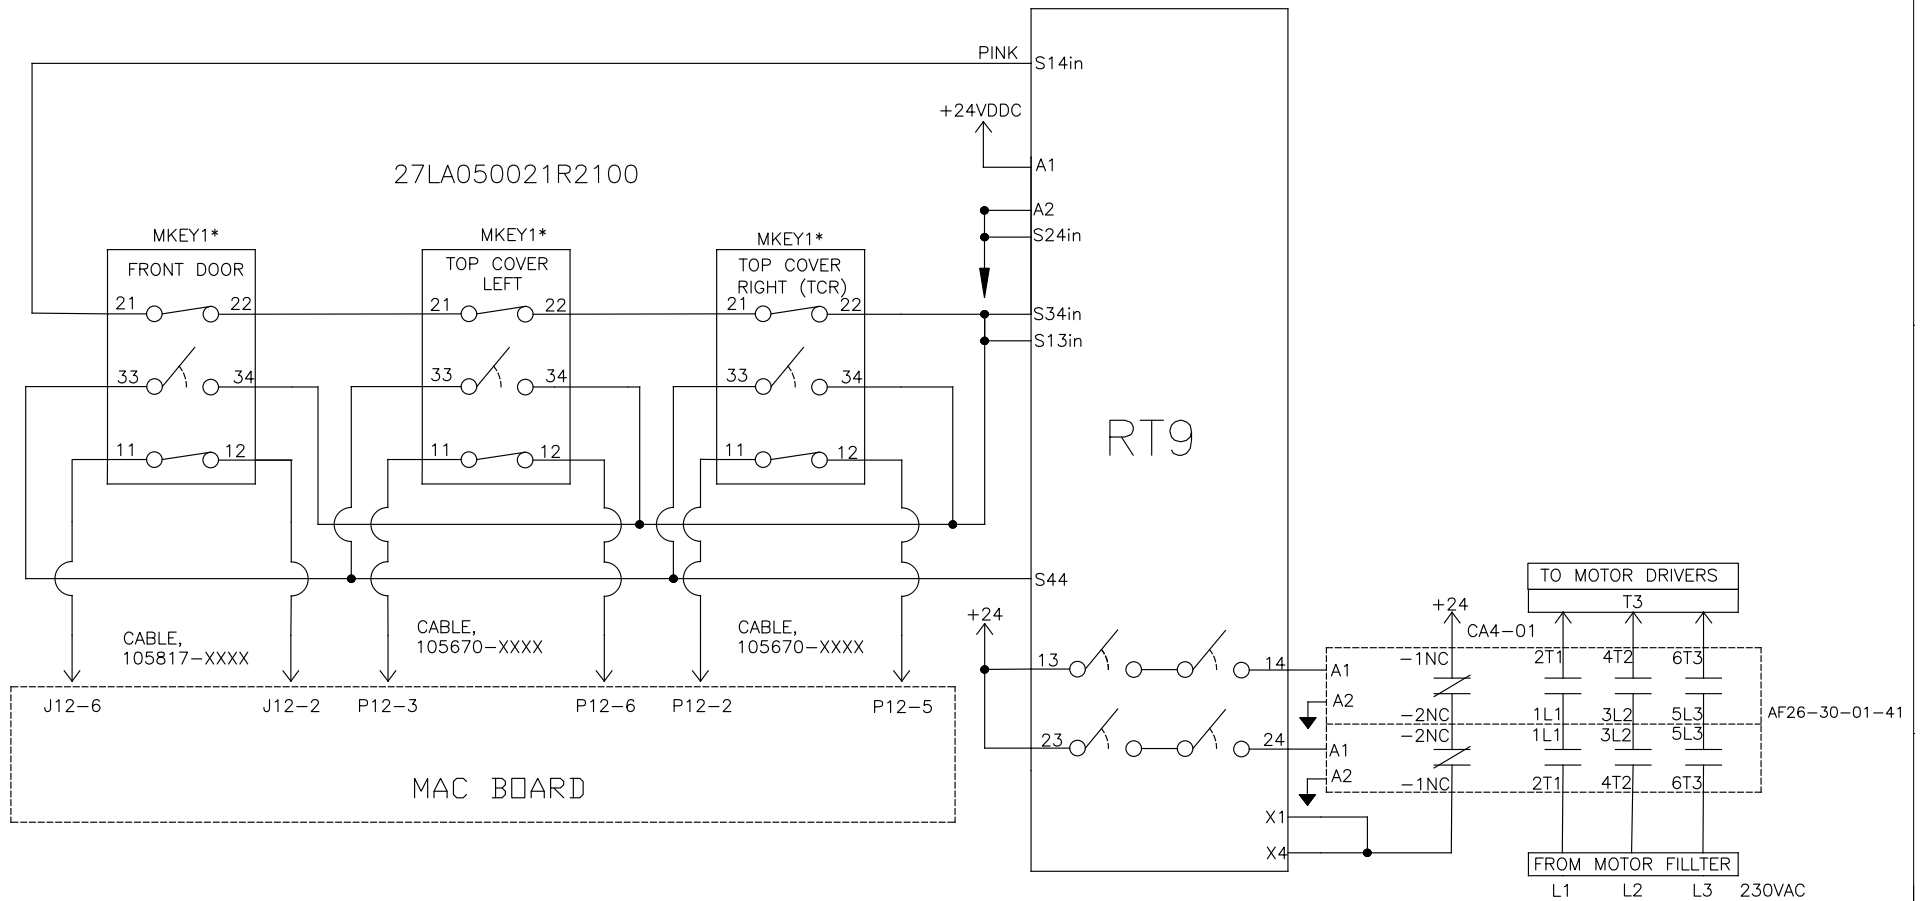 PINK
S14in
+24VDDC
A1
27LA050021R2100
A2
S24in
MKEY1*
MKEY1*
MKEY1*
FRONT DOOR
TOP COVER
LEFT
TOP COVER
RIGHT (TCR)
21
22
21
22
21
22
S34in
S13in
33
34
33
34
33
34
RT9
11
12
11
12
11
12
S44
CABLE,
105817-XXXX
CABLE,
105670-XXXX
CABLE,
105670-XXXX
+24
13
14
23
24
J12-6
J12-2
P12-3
P12-6
P12-2
P12-5
MAC BOARD
X1
X4
TO MOTOR DRIVERS
T3
+24
CA4-01
A1
-1NC
2T1
4T2
6T3
A2
-2NC
1L1
3L2
5L3
AF26-30-01-41
-2NC
1L1
3L2
5L3
A1
A2
-1NC
2T1
4T2
6T3
FROM MOTOR FILLTER
L1
L2
L3
230VAC